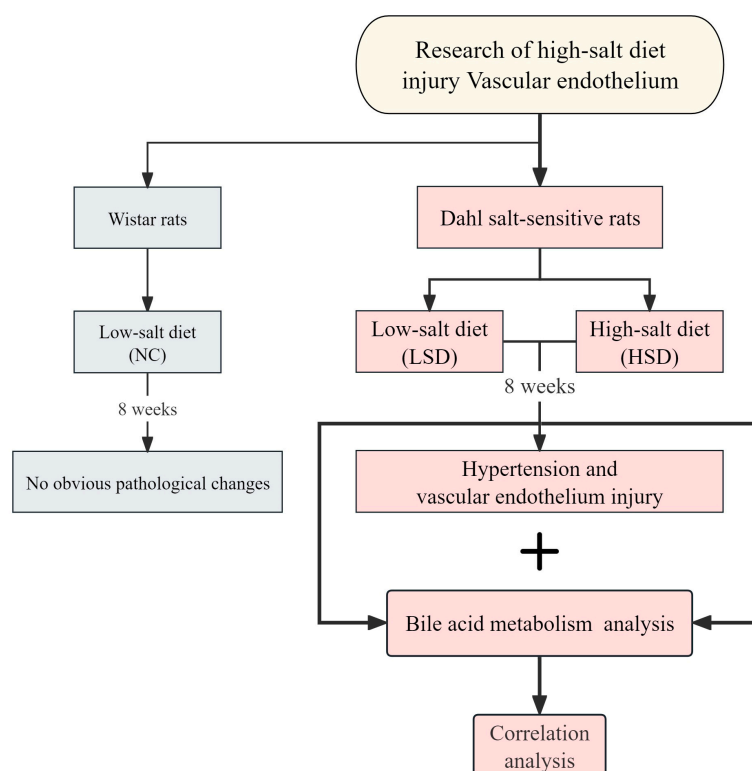 Research of high-salt diet
injury Vascular endothelium
Wistar rats
Dahl salt-sensitive rats
Low-salt diet
(NC)
Low-salt diet
(LSD)
High-salt diet
(HSD)
8 weeks
8 weeks
No obvious pathological changes
Hypertension and
vascular endothelium injury
+
Bile acid metabolism analysis
Correlation
analysis